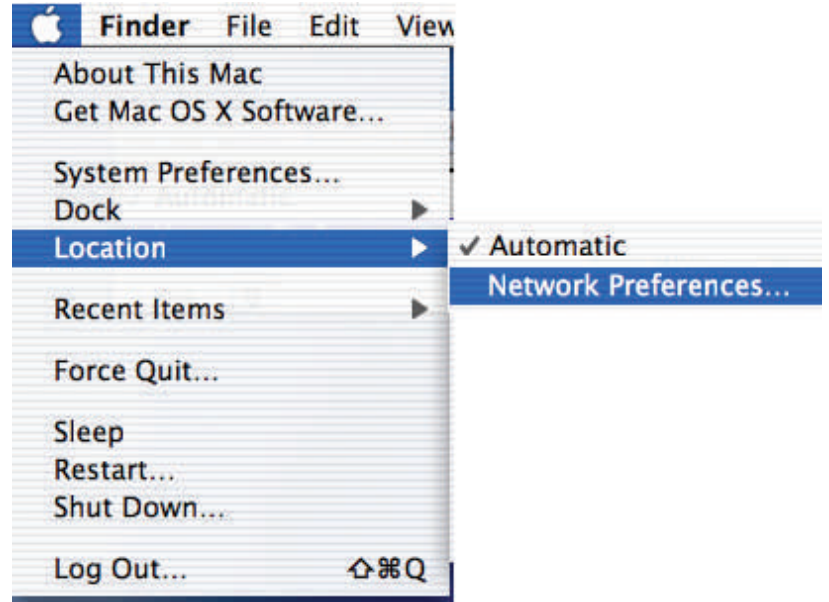 Finder File Edit View
About This Mac
Get Mac OS X Software...
System Preferences...
Dock
Location
✓ Automatic
Network Preferences...
Recent Items
Force Quit...
Sleep
Restart...
Shut Down...
Log Out... ⇧⌘Q